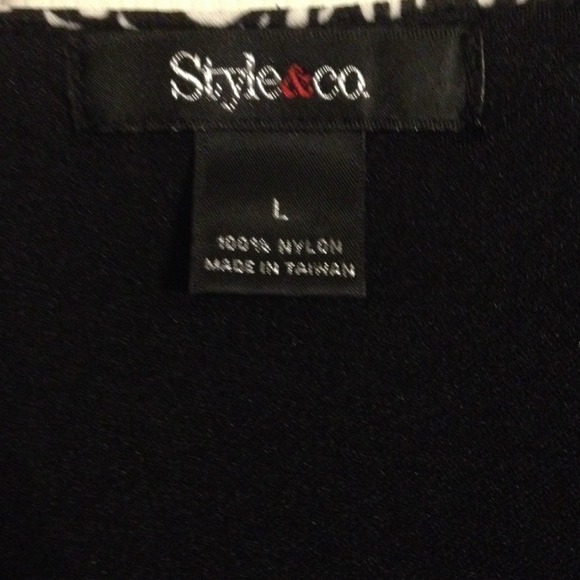 Style&co.
L
100% NYLON
MADE IN TAIWAN